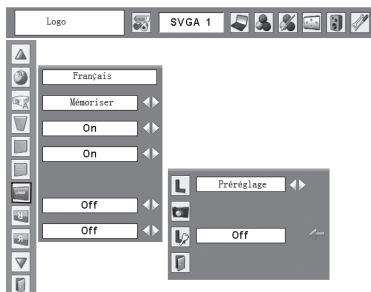 Logo
SVGA 1
Français
Mémoriser
On
On
Off
Off
Préréglage
Off